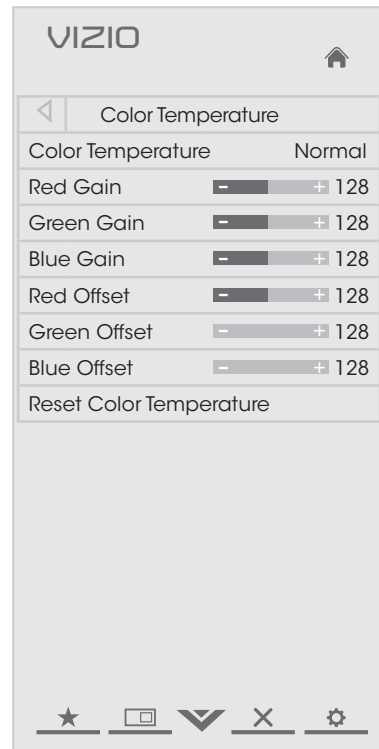 VIZIO
Color Temperature
Color Temperature Normal
Red Gain - + 128
Green Gain - + 128
Blue Gain - + 128
Red Offset - + 128
Green Offset - + 128
Blue Offset - + 128
Reset Color Temperature